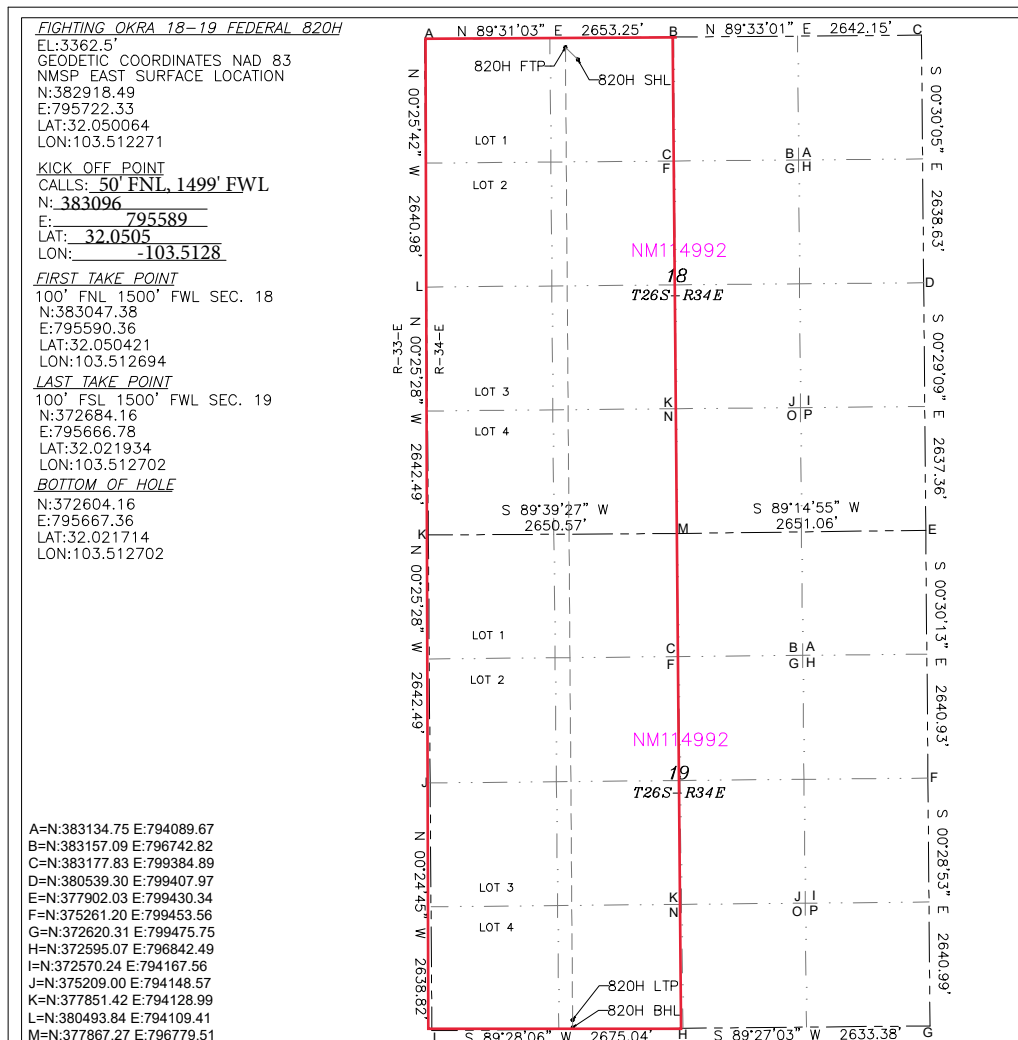 FIGHTING OKRA 18-19 FEDERAL 820H
EL:3362.5'
GEODETIC COORDINATES NAD 83
NMSP EAST SURFACE LOCATION
N:382918.49
E:795722.33
LAT:32.050064
LON:103.512271
KICK OFF POINT
CALLS: 50' FNL, 1499' FWL
N: 383096
E: 795589
LAT: 32.0505
LON: -103.5128
FIRST TAKE POINT
100' FNL 1500' FWL SEC. 18
N:383047.38
E:795590.36
LAT:32.050421
LON:103.512694
LAST TAKE POINT
100' FSL 1500' FWL SEC. 19
N:372684.16
E:795666.78
LAT:32.021934
LON:103.512702
BOTTOM OF HOLE
N:372604.16
E:795667.36
LAT:32.021714
LON:103.512702
A=N:383134.75 E:794089.67
B=N:383157.09 E:796742.82
C=N:383177.83 E:799384.89
D=N:380539.30 E:799407.97
E=N:377902.03 E:799430.34
F=N:375261.20 E:799453.56
G=N:372620.31 E:799475.75
H=N:372595.07 E:796842.49
I=N:372570.24 E:794167.56
J=N:375209.00 E:794148.57
K=N:377851.42 E:794128.99
L=N:380493.84 E:794109.41
M=N:377867.27 E:796779.51
A N 89°31'03" E 2653.25' B N 89°33'01" E 2642.15' C
820H FTP
820H SHL
N 00°25'42" W 2640.98'
S 00°30'05" E 2638.63'
LOT 1
C
B A
F
G H
LOT 2
NM114992
18
T26S-R34E
L
D
R-33-E
R-34-E
N 00°25'28" W 2642.49'
S 00°29'09" E 2637.36'
LOT 3
K
J I
N
O P
LOT 4
S 89°39'27" W
2650.57'
S 89°14'55" W
2651.06'
K
M
E
N 00°25'28" W 2642.49'
S 00°30'13" E 2640.93'
LOT 1
C
B A
F
G H
LOT 2
NM114992
19
T26S-R34E
J
F
N 00°24'45" W 2638.82'
S 00°28'53" E 2640.99'
LOT 3
K
J I
N
O P
LOT 4
820H LTP
820H BHL
I S 89°28'06" W 2675.04' H S 89°27'03" W 2633.38' G